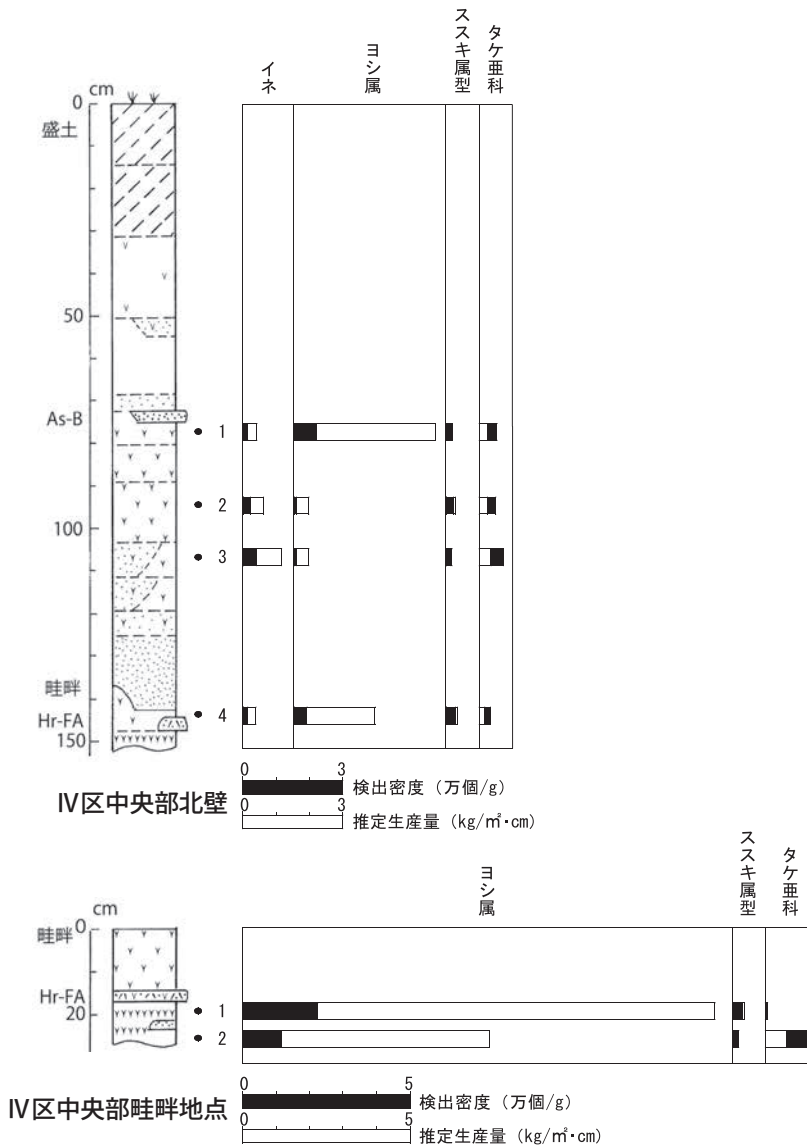 イネ
ヨシ属
ススキ属型
タケ亜科
cm
0
盛土
50
As-B
1
2
100
3
畦畔
Hr-FA
4
150
0 3
検出密度 (万個/g)
0 3
推定生産量 (kg/㎡・cm)
Ⅳ区中央部北壁
ヨシ属
ススキ属型
タケ亜科
cm
畦畔 0
Hr-FA
1
20
2
0 5
検出密度 (万個/g)
0 5
推定生産量 (kg/㎡・cm)
Ⅳ区中央部畦畔地点